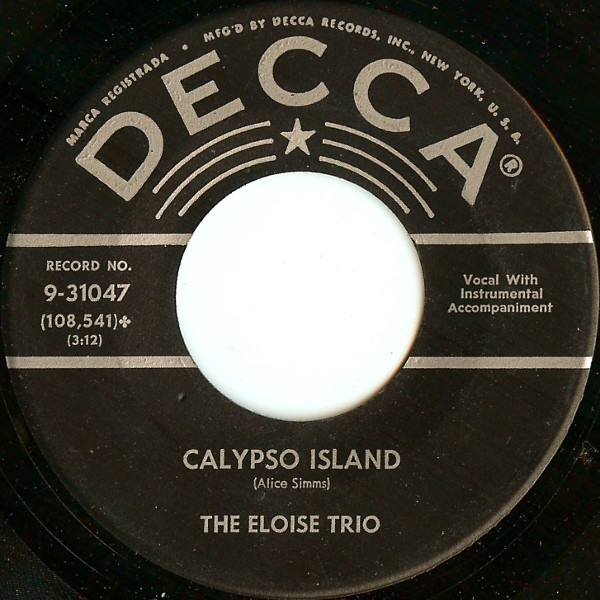 MARCA REGISTRADA • MFG'D BY DECCA RECORDS, INC., NEW YORK, U. S. A.
DECCA®
RECORD NO.
9-31047
(108,541)✤
(3:12)
Vocal With
Instrumental
Accompaniment
CALYPSO ISLAND
(Alice Simms)
THE ELOISE TRIO